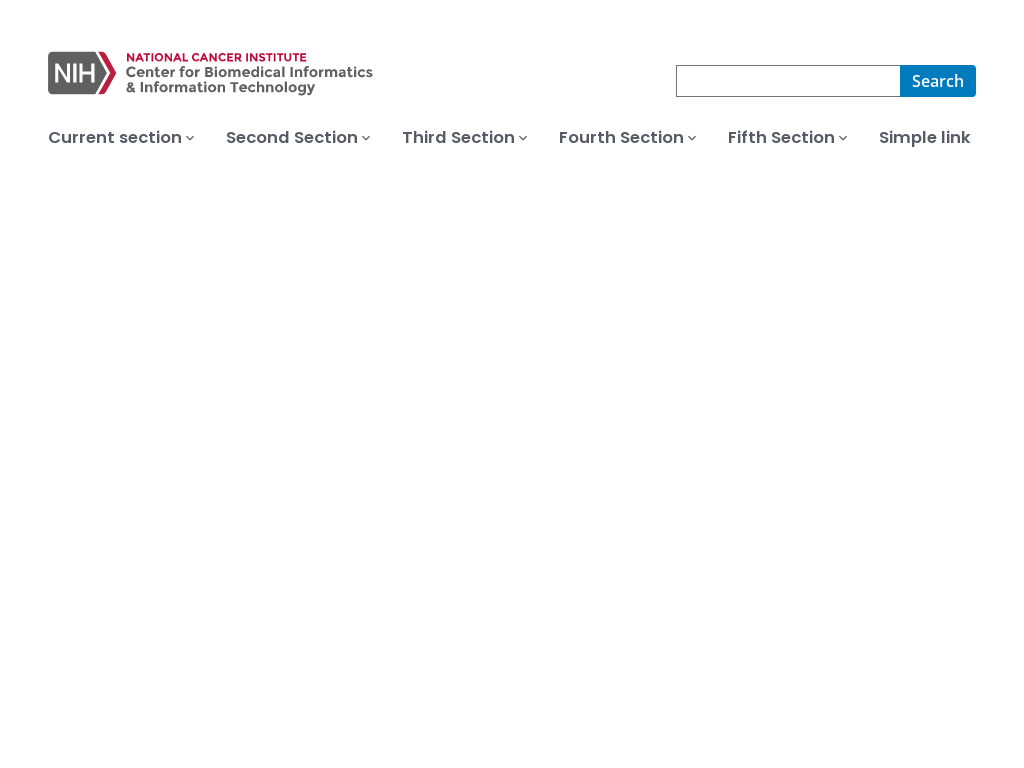 NIH
NATIONAL CANCER INSTITUTE
Center for Biomedical Informatics
& Information Technology
Search
Current section
Second Section
Third Section
Fourth Section
Fifth Section
Simple link